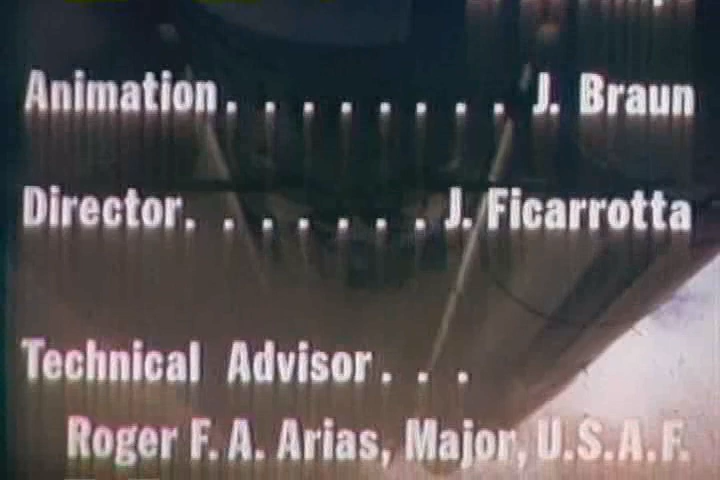 Animation. . . . . . . . J. Braun
Director. . . . . . . J. Ficarrotta
Technical Advisor. . .
Roger F. A. Arias, Major, U.S.A.F.